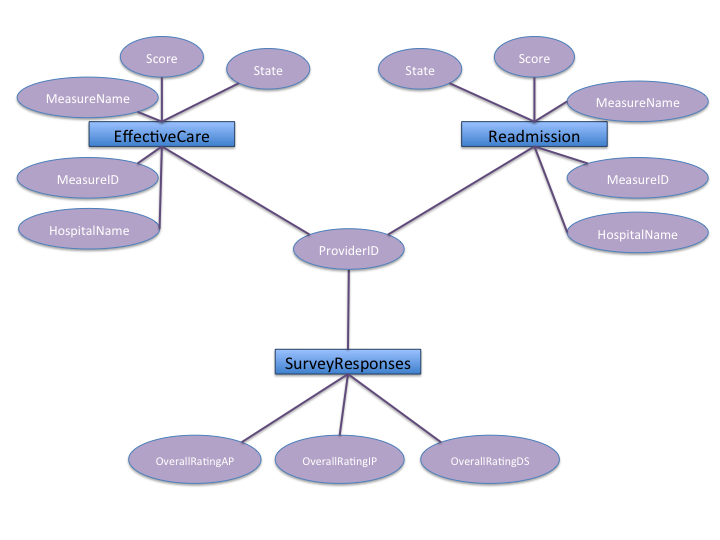 Score
State
MeasureName
EffectiveCare
MeasureID
HospitalName
State
Score
MeasureName
Readmission
MeasureID
HospitalName
ProviderID
SurveyResponses
OverallRatingAP
OverallRatingIP
OverallRatingDS